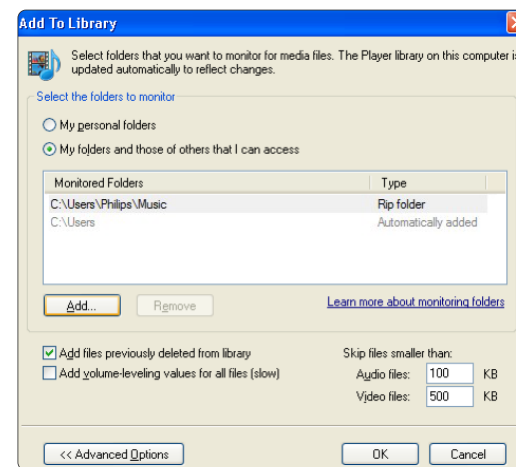 Add To Library
Select folders that you want to monitor for media files. The Player library on this computer is
updated automatically to reflect changes.
Select the folders to monitor
My personal folders
My folders and those of others that I can access
Monitored Folders Type
C:\Users\Philips\Music Rip folder
C:\Users Automatically added
Add... Remove Learn more about monitoring folders
Add files previously deleted from library Skip files smaller than:
Add volume-leveling values for all files (slow) Audio files: 100 KB
Video files: 500 KB
<< Advanced Options OK Cancel